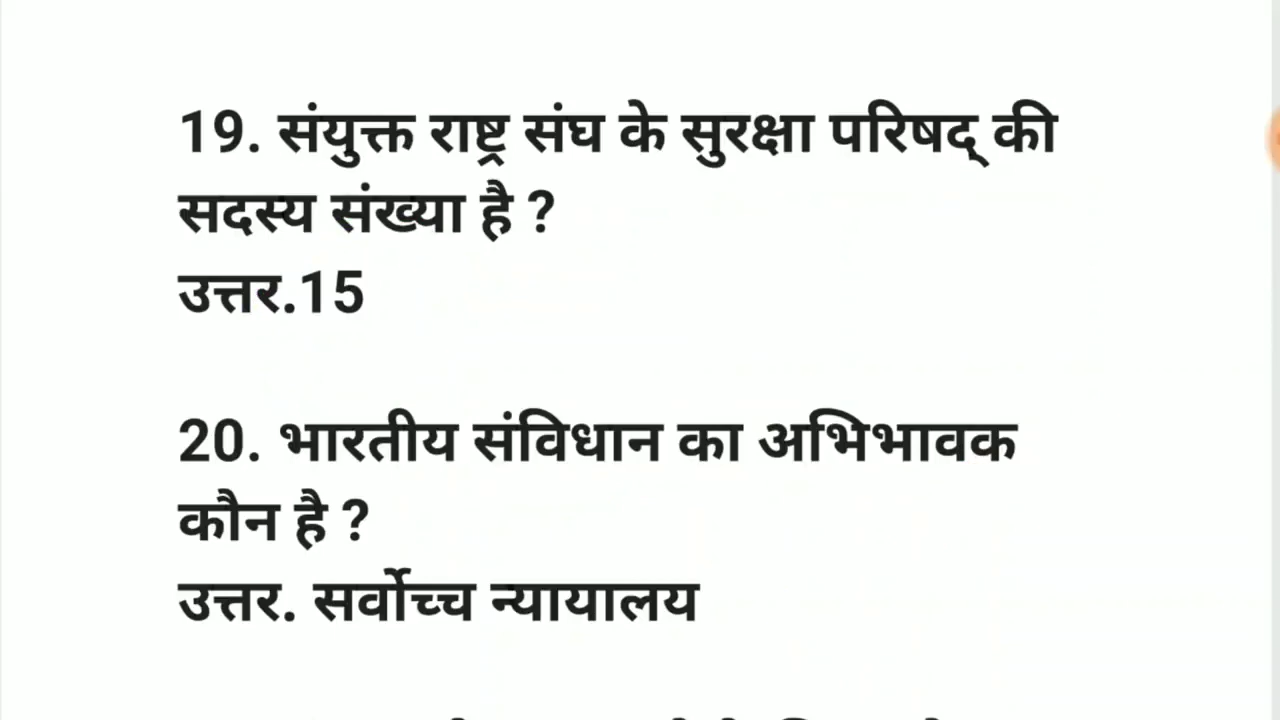 19. संयुक्त राष्ट्र संघ के सुरक्षा परिषद् की
सदस्य संख्या है ?
उत्तर.15
20. भारतीय संविधान का अभिभावक
कौन है ?
उत्तर. सर्वोच्च न्यायालय